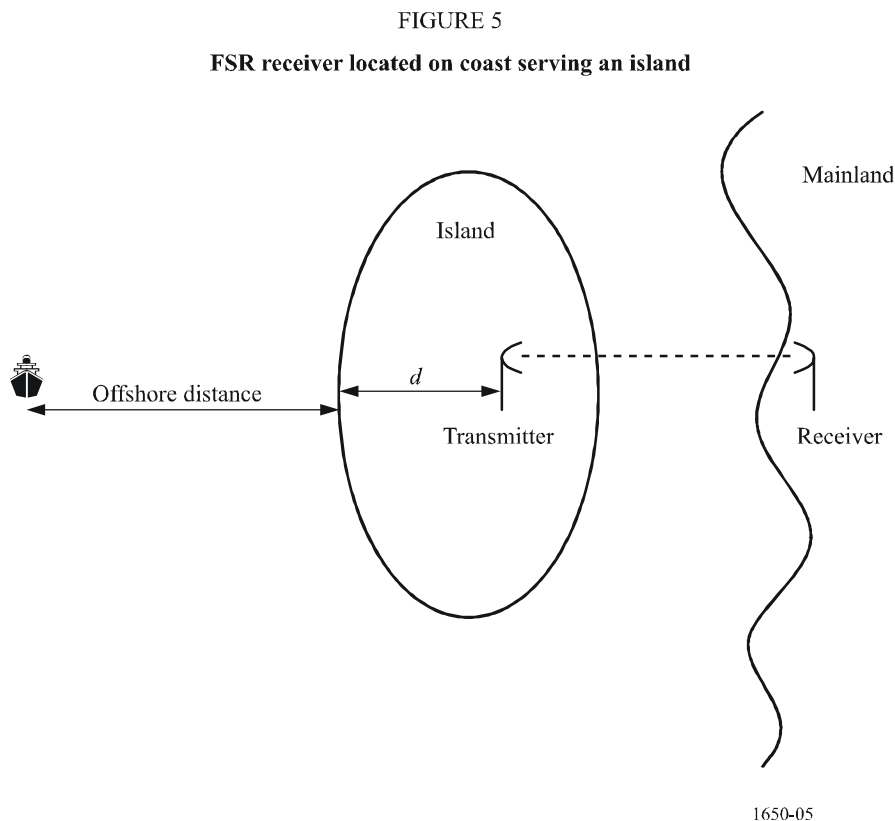 FIGURE 5
FSR receiver located on coast serving an island
Mainland
Island
d
Offshore distance
Transmitter
Receiver
1650-05